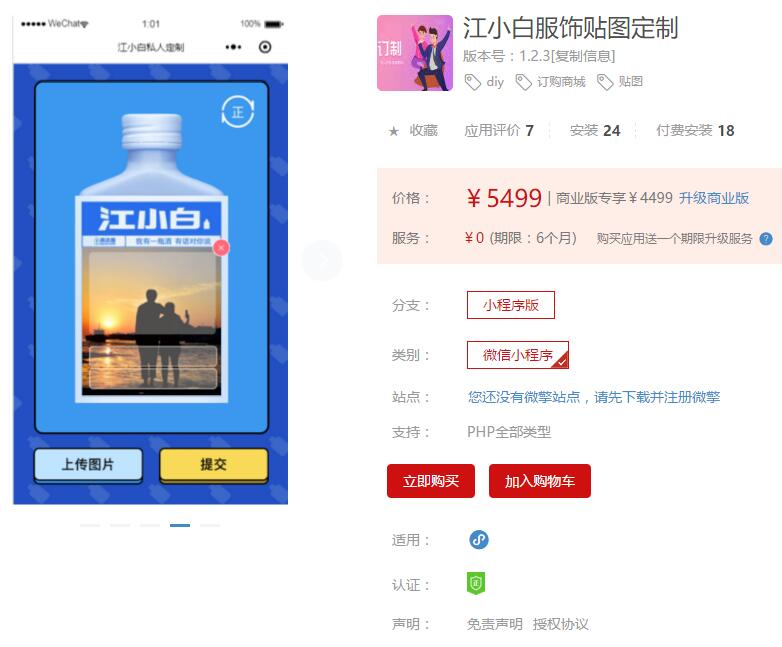 ●●●●● WeChat 1:01 100%
江小白私人定制
正
江小白
我有一瓶酒 有话对你说
上传图片
提交
订制
江小白服饰贴图定制
版本号：1.2.3[复制信息]
diy 订购商城 贴图
★ 收藏 应用评价 7 安装 24 付费安装 18
价格： ￥5499 | 商业版专享￥4499 升级商业版
服务： ￥0 (期限：6个月) 购买应用送一个期限升级服务 ?
分支： 小程序版
类别： 微信小程序
站点： 您还没有微擎站点，请先下载并注册微擎
支持： PHP全部类型
立即购买 加入购物车
适用：
认证： 正
声明： 免责声明 授权协议